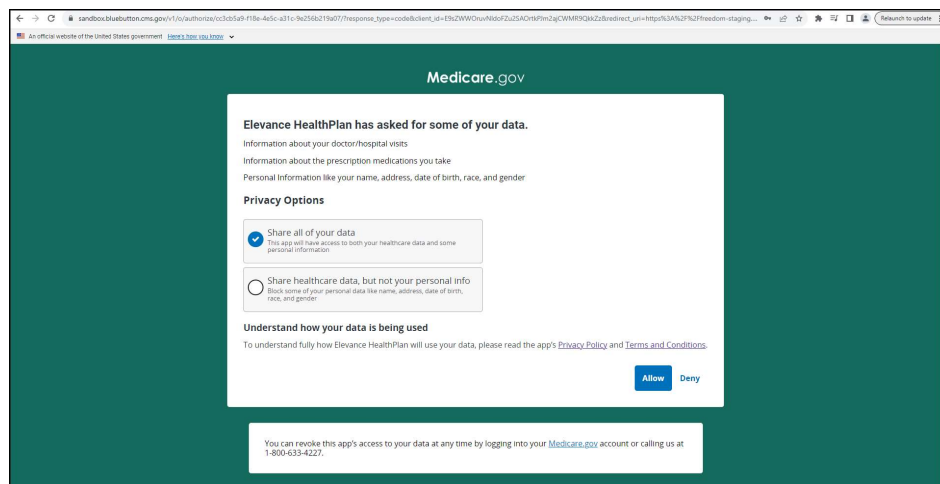 sandbox.bluebutton.cms.gov/v1/o/authorize/cc3cb5a9-f18e-4e5c-a31c-9e256b219a07/?response_type=code&client_id=E9sZWWOruvNldoFZu2SAOrtkPlm2ajCWMR9QkkZz&redirect_uri=https%3A%2F%2Ffreedom-staging....
Relaunch to update
An official website of the United States government Here's how you know
Medicare.gov
Elevance HealthPlan has asked for some of your data.
Information about your doctor/hospital visits
Information about the prescription medications you take
Personal Information like your name, address, date of birth, race, and gender
Privacy Options
Share all of your data
This app will have access to both your healthcare data and some
personal information
Share healthcare data, but not your personal info
Block some of your personal data like name, address, date of birth,
race, and gender
Understand how your data is being used
To understand fully how Elevance HealthPlan will use your data, please read the app's Privacy Policy and Terms and Conditions.
Allow Deny
You can revoke this app's access to your data at any time by logging into your Medicare.gov account or calling us at
1-800-633-4227.